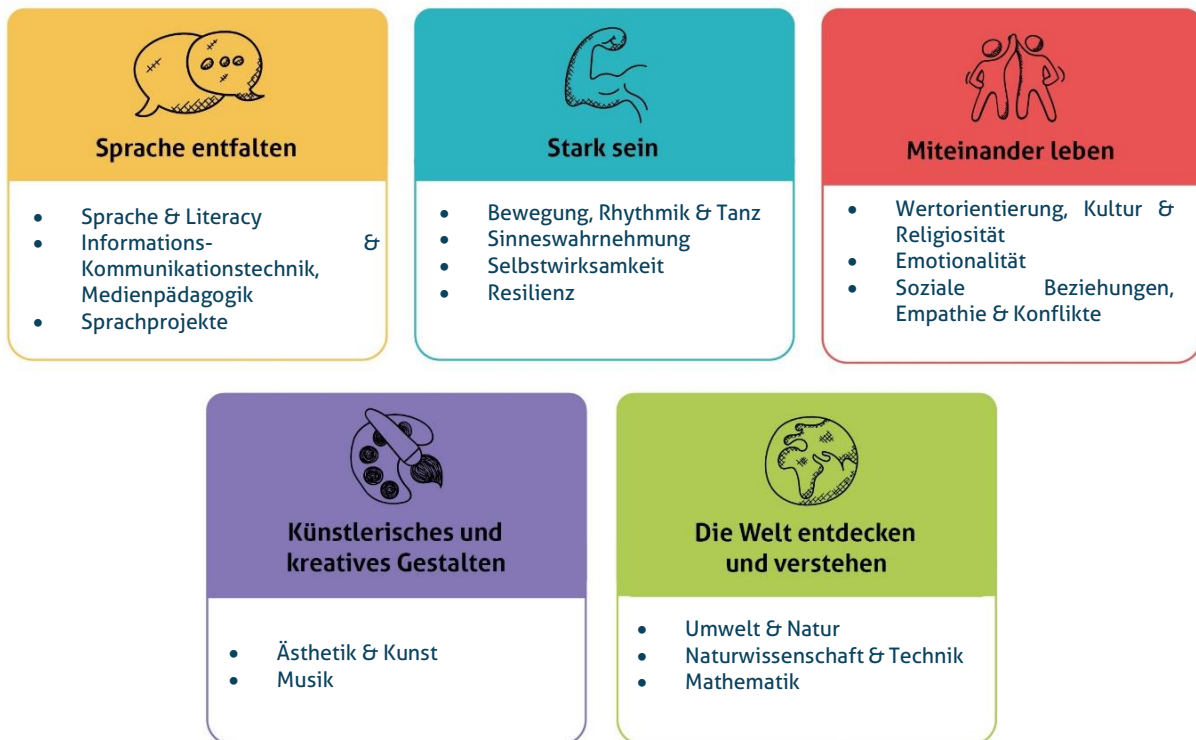 Sprache entfalten
• Sprache & Literacy
• Informations- &
Kommunikationstechnik,
Medienpädagogik
• Sprachprojekte
Stark sein
• Bewegung, Rhythmik & Tanz
• Sinneswahrnehmung
• Selbstwirksamkeit
• Resilienz
Miteinander leben
• Wertorientierung, Kultur &
Religiosität
• Emotionalität
• Soziale Beziehungen,
Empathie & Konflikte
Künstlerisches und
kreatives Gestalten
• Ästhetik & Kunst
• Musik
Die Welt entdecken
und verstehen
• Umwelt & Natur
• Naturwissenschaft & Technik
• Mathematik